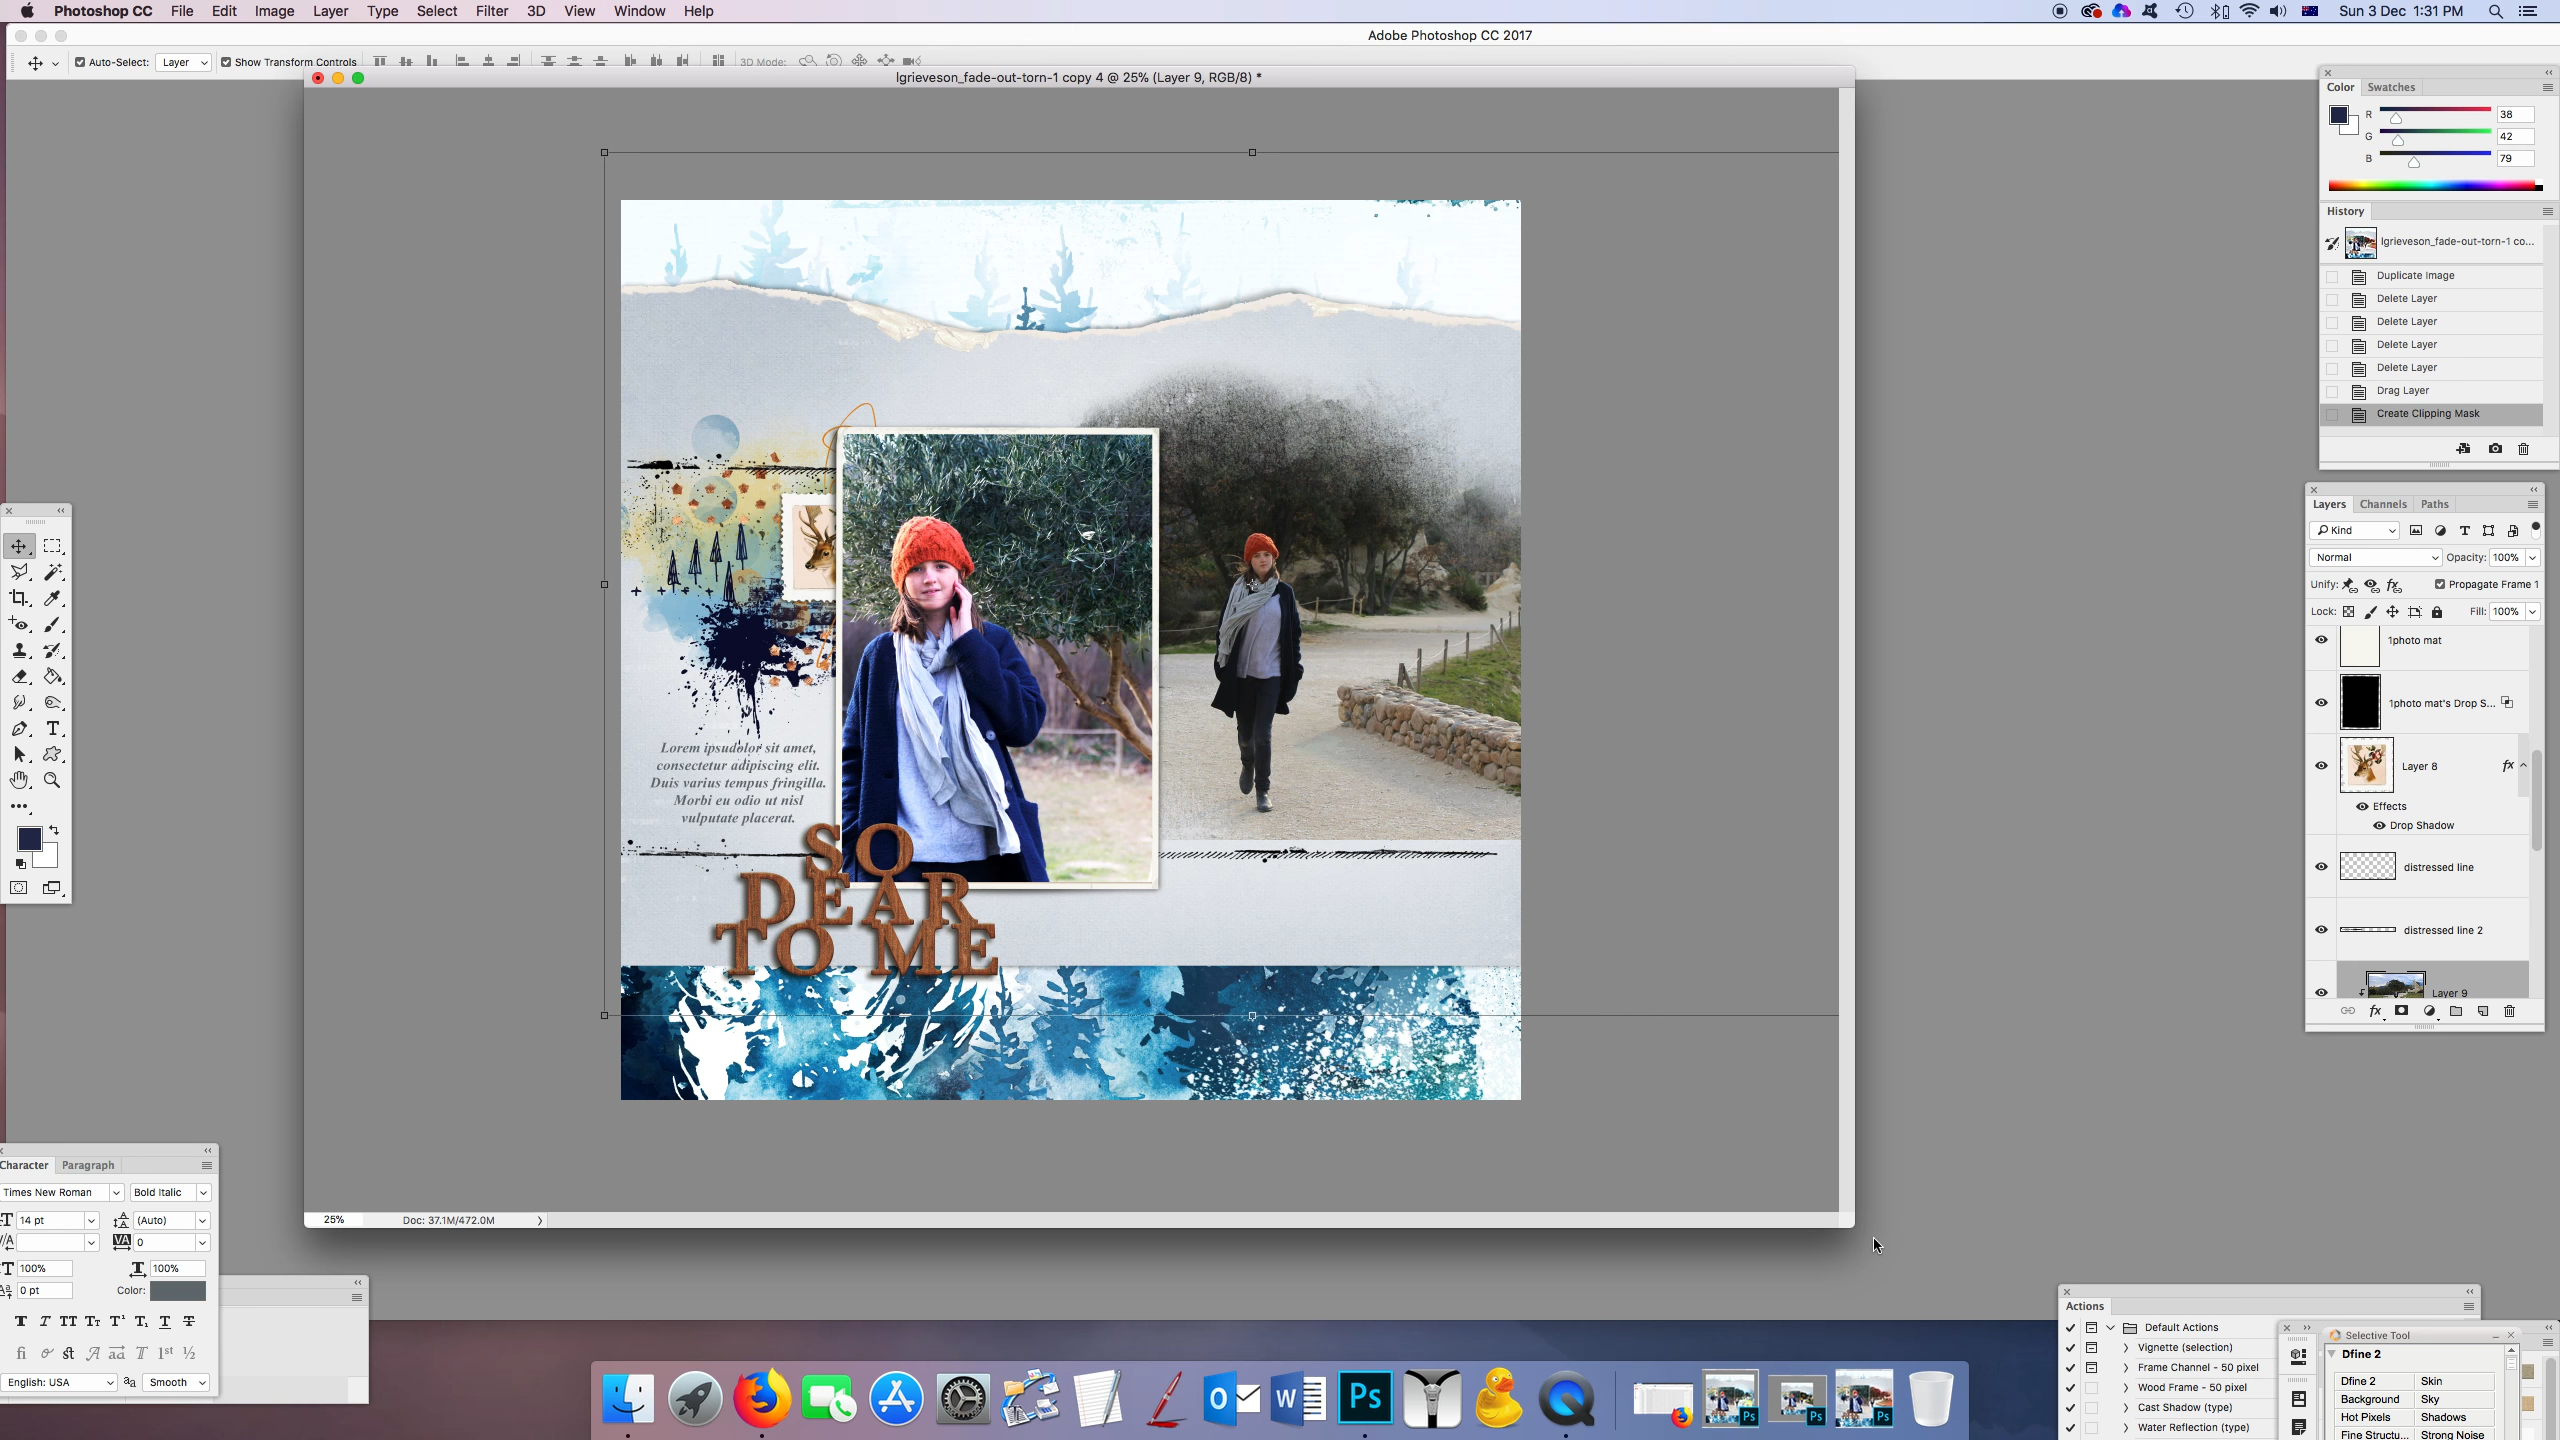 Photoshop CC File Edit Image Layer Type Select Filter 3D View Window Help
Sun 3 Dec 1:31 PM
Adobe Photoshop CC 2017
Auto-Select: Layer Show Transform Controls 3D Mode:
lgrieveson_fade-out-torn-1 copy 4 @ 25% (Layer 9, RGB/8) *
Color Swatches
R 38
G 42
B 79
History
lgrieveson_fade-out-torn-1 co...
Duplicate Image
Delete Layer
Delete Layer
Delete Layer
Delete Layer
Drag Layer
Create Clipping Mask
Layers Channels Paths
Kind
Normal Opacity: 100%
Unify: Propagate Frame 1
Lock: Fill: 100%
1photo mat
1photo mat's Drop S...
Layer 8 fx
Effects
Drop Shadow
distressed line
distressed line 2
Layer 9
Lorem ipsudolor sit amet,
consectetur adipiscing elit.
Duis varius tempus fringilla.
Morbi eu odio ut nisl
vulputate placerat.
SO
DEAR
TO ME
25% Doc: 37.1M/472.0M
Character Paragraph
Times New Roman Bold Italic
14 pt (Auto)
0
100% 100%
0 pt Color:
English: USA aa Smooth
Actions
Default Actions
Vignette (selection)
Frame Channel - 50 pixel
Wood Frame - 50 pixel
Cast Shadow (type)
Water Reflection (type)
Selective Tool
Dfine 2
Dfine 2 Skin
Background Sky
Hot Pixels Shadows
Fine Structu... Strong Noise